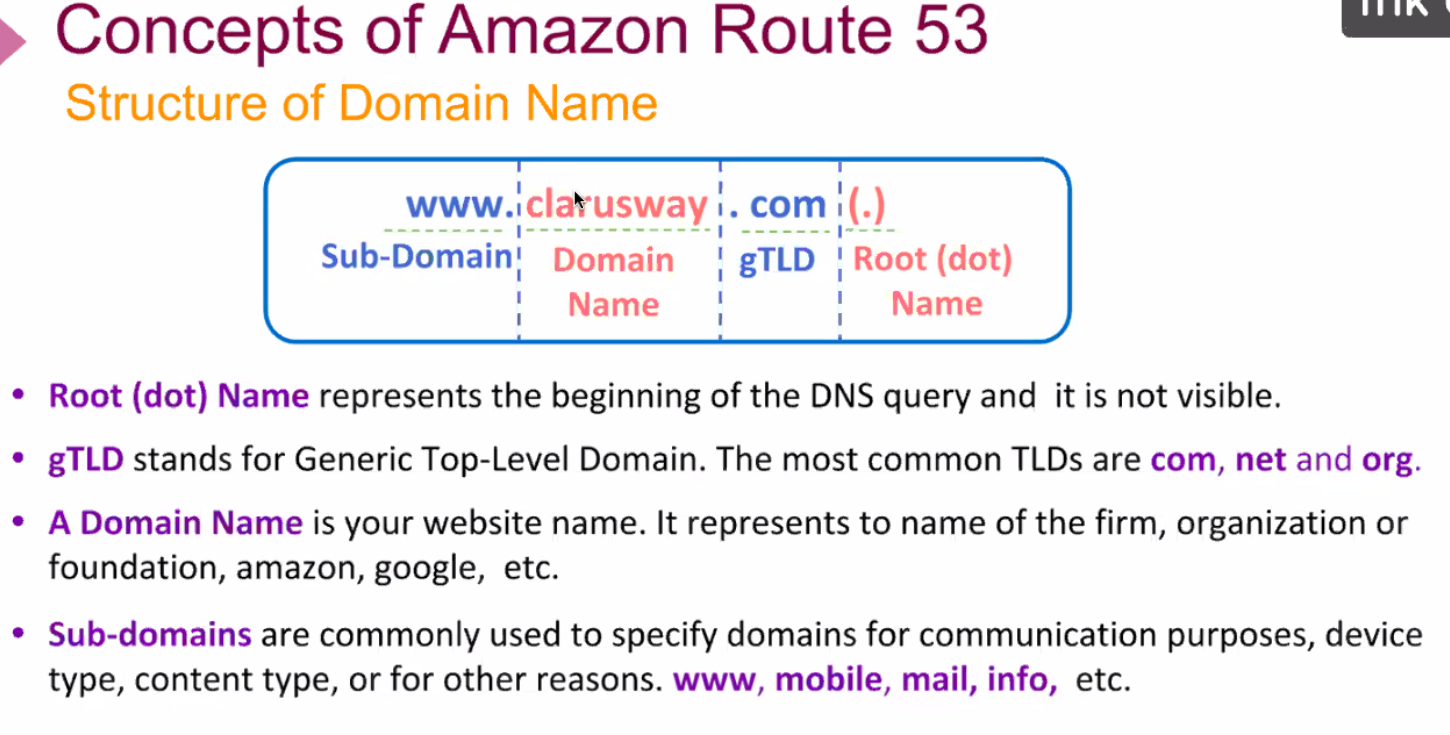 Concepts of Amazon Route 53
Structure of Domain Name
www. clarusway . com (.)
Sub-Domain Domain Name gTLD Root (dot) Name
• Root (dot) Name represents the beginning of the DNS query and it is not visible.
• gTLD stands for Generic Top-Level Domain. The most common TLDs are com, net and org.
• A Domain Name is your website name. It represents to name of the firm, organization or
foundation, amazon, google, etc.
• Sub-domains are commonly used to specify domains for communication purposes, device
type, content type, or for other reasons. www, mobile, mail, info, etc.